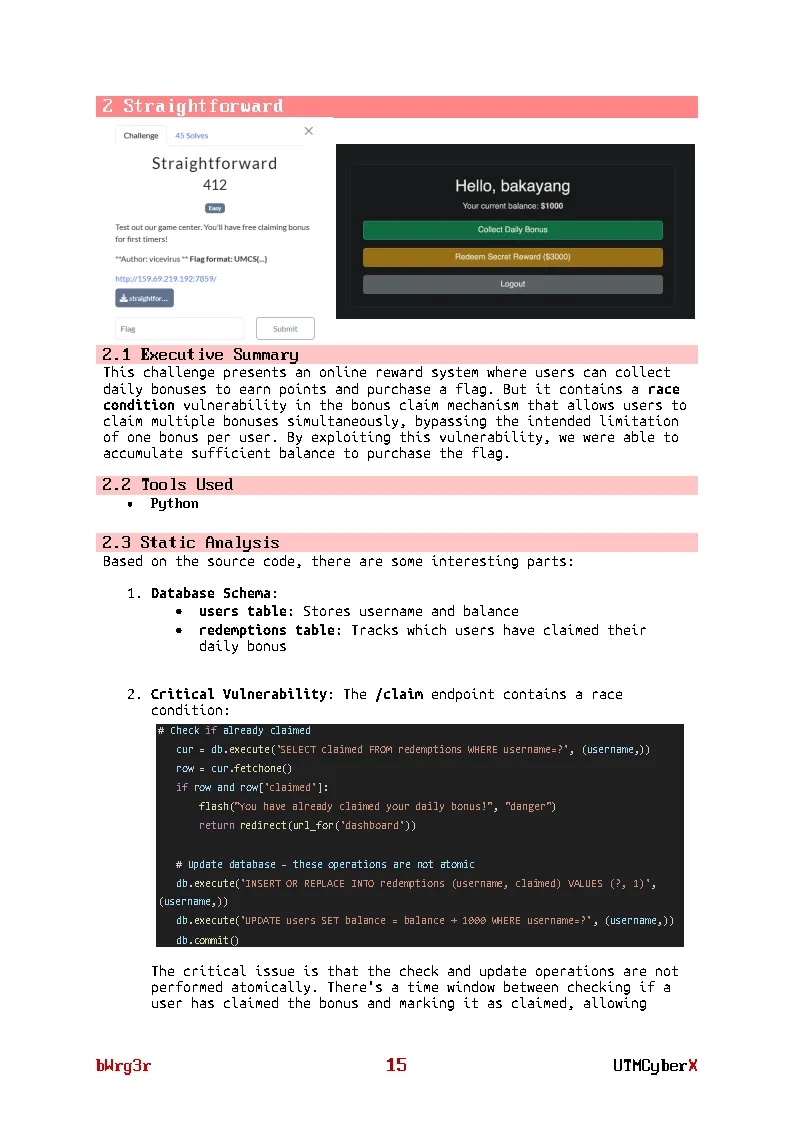 2 Straightforward
Challenge
45 Solves
×
Straightforward
412
Easy
Test out our game center. You'll have free claiming bonus
for first timers!
**Author: vicevirus ** Flag format: UMCS{...}
http://159.69.219.192:7859/
straightfor...
Flag
Submit
Hello, bakayang
Your current balance: $1000
Collect Daily Bonus
Redeem Secret Reward ($3000)
Logout
2.1 Executive Summary
This challenge presents an online reward system where users can collect
daily bonuses to earn points and purchase a flag. But it contains a race
condition vulnerability in the bonus claim mechanism that allows users to
claim multiple bonuses simultaneously, bypassing the intended limitation
of one bonus per user. By exploiting this vulnerability, we were able to
accumulate sufficient balance to purchase the flag.
2.2 Tools Used
• Python
2.3 Static Analysis
Based on the source code, there are some interesting parts:
1. Database Schema:
• users table: Stores username and balance
• redemptions table: Tracks which users have claimed their
daily bonus
2. Critical Vulnerability: The /claim endpoint contains a race
condition:
# Check if already claimed
cur = db.execute('SELECT claimed FROM redemptions WHERE username=?', (username,))
row = cur.fetchone()
if row and row['claimed']:
flash("You have already claimed your daily bonus!", "danger")
return redirect(url_for('dashboard'))
# Update database - these operations are not atomic
db.execute('INSERT OR REPLACE INTO redemptions (username, claimed) VALUES (?, 1)',
(username,))
db.execute('UPDATE users SET balance = balance + 1000 WHERE username=?', (username,))
db.commit()
The critical issue is that the check and update operations are not
performed atomically. There's a time window between checking if a
user has claimed the bonus and marking it as claimed, allowing
bWrg3r
15
UTMCyberX